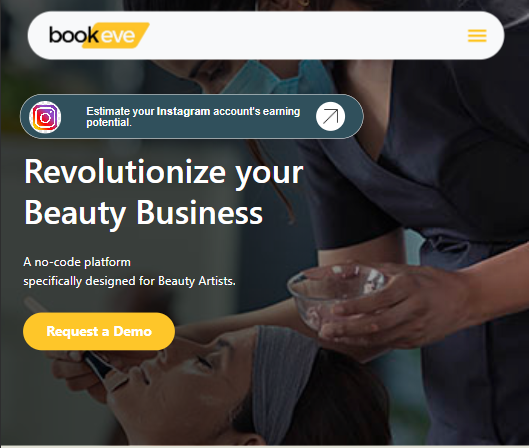 bookeve
Estimate your Instagram account's earning
potential.
Revolutionize your
Beauty Business
A no-code platform
specifically designed for Beauty Artists.
Request a Demo